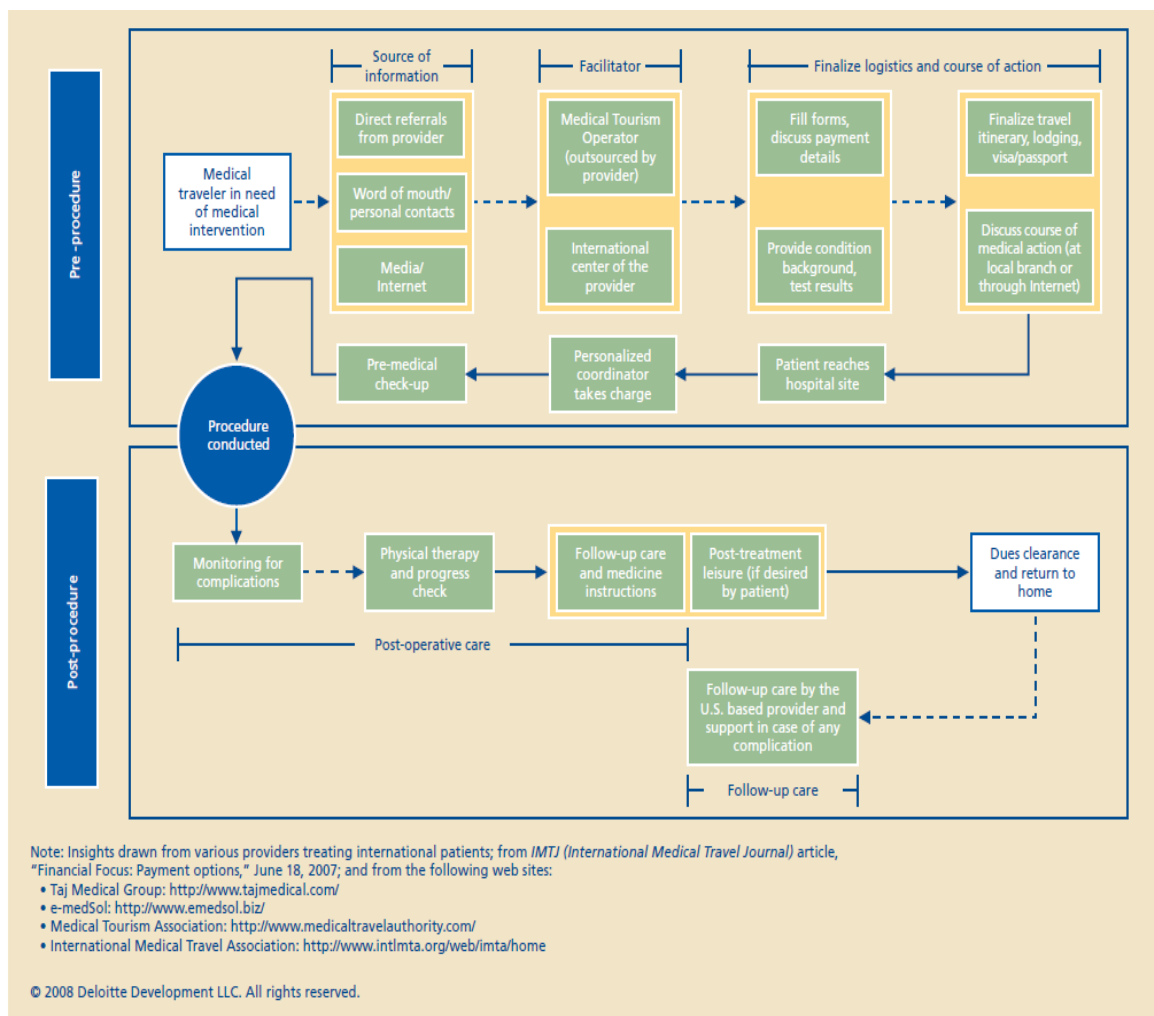 Pre -procedure
Source of
information
Facilitator
Finalize logistics and course of action
Medical
traveler in need
of medical
intervention
Direct referrals
from provider
Word of mouth/
personal contacts
Media/
Internet
Medical Tourism
Operator
(outsourced by
provider)
International
center of the
provider
Fill forms,
discuss payment
details
Provide condition
background,
test results
Finalize travel
itinerary, lodging,
visa/passport
Discuss course of
medical action (at
local branch or
through Internet)
Patient reaches
hospital site
Personalized
coordinator
takes charge
Pre-medical
check-up
Procedure
conducted
Post-procedure
Monitoring for
complications
Physical therapy
and progress
check
Follow-up care
and medicine
instructions
Post-treatment
leisure (if desired
by patient)
Dues clearance
and return to
home
Post-operative care
Follow-up care by the
U.S. based provider and
support in case of any
complication
Follow-up care
Note: Insights drawn from various providers treating international patients; from IMTJ (International Medical Travel Journal) article,
“Financial Focus: Payment options,” June 18, 2007; and from the following web sites:
• Taj Medical Group: http://www.tajmedical.com/
• e-medSol: http://www.emedsol.biz/
• Medical Tourism Association: http://www.medicaltravelauthority.com/
• International Medical Travel Association: http://www.intlmta.org/web/imta/home
© 2008 Deloitte Development LLC. All rights reserved.